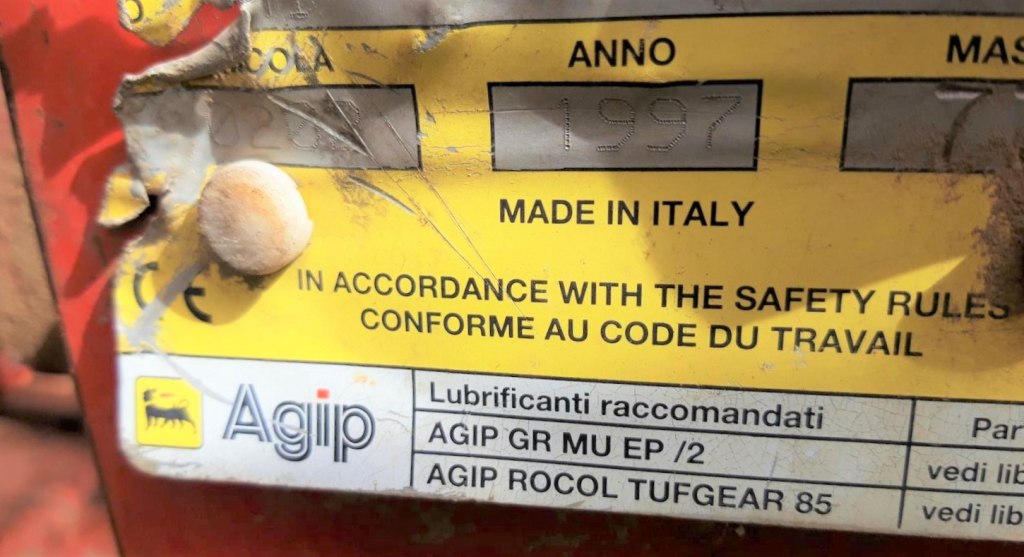 ANNO
1997
MADE IN ITALY
CE
IN ACCORDANCE WITH THE SAFETY RULES
CONFORME AU CODE DU TRAVAIL
Agip
Lubrificanti raccomandati
AGIP GR MU EP /2
vedi lib
AGIP ROCOL TUFGEAR 85
vedi lib